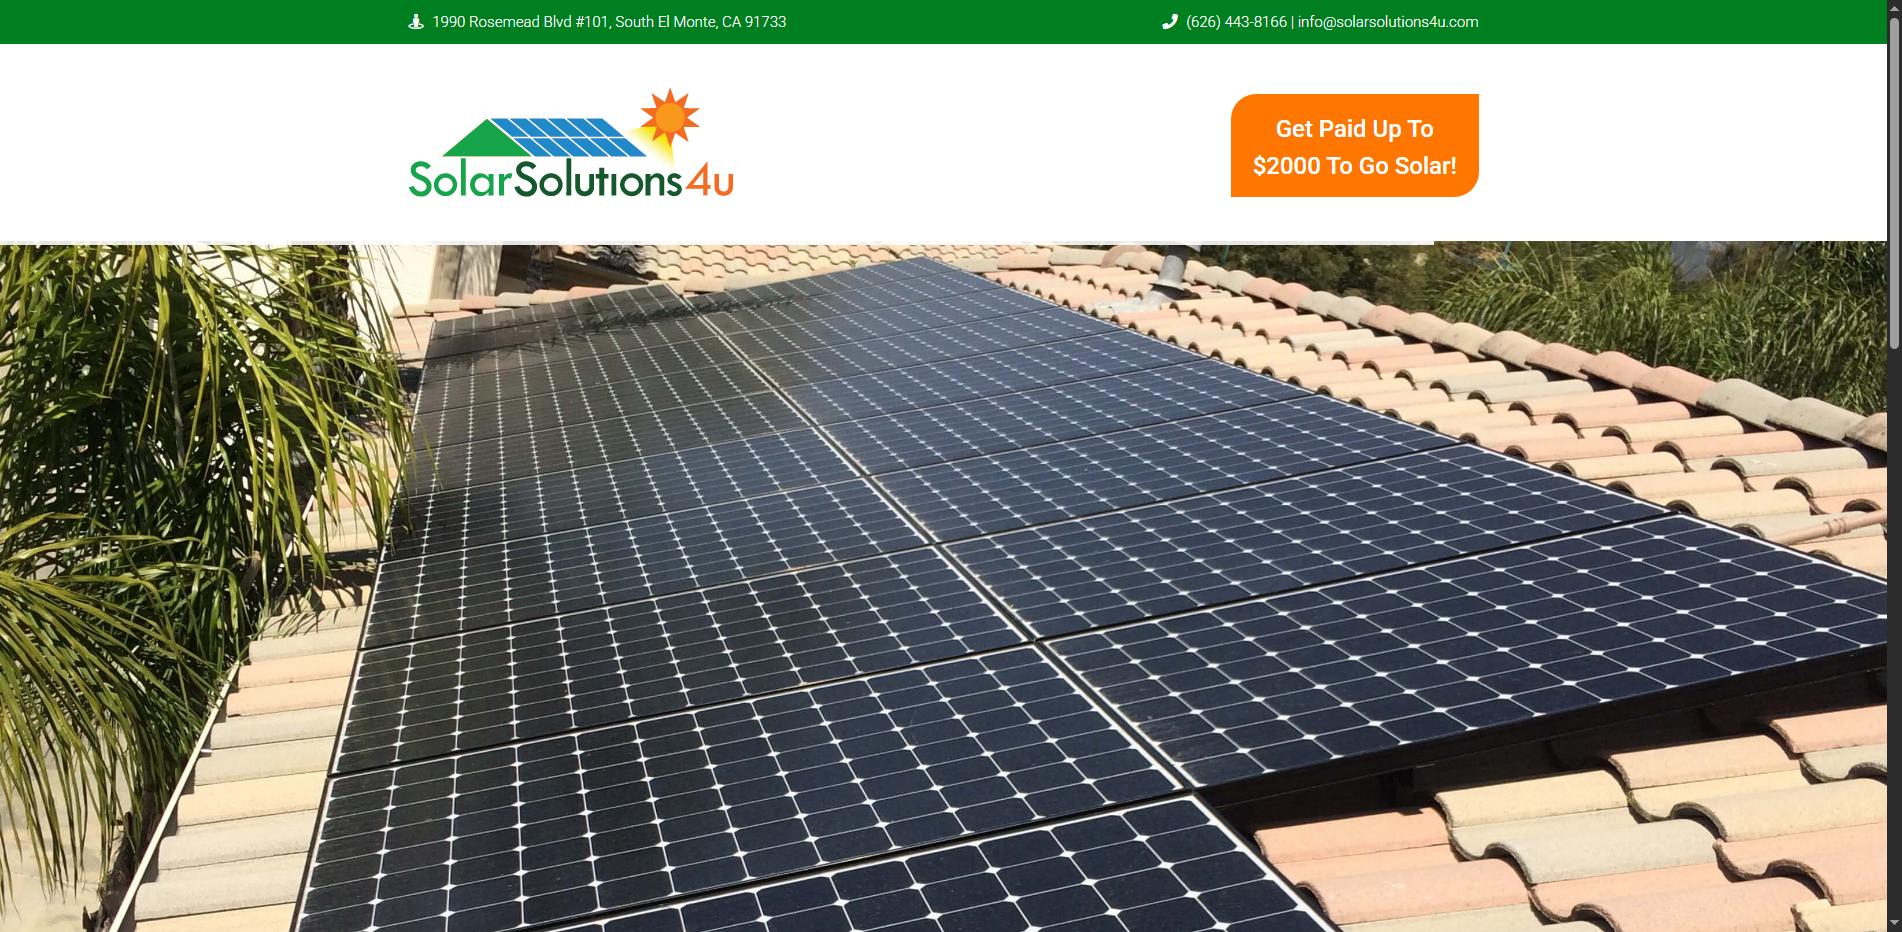 1990 Rosemead Blvd #101, South El Monte, CA 91733
(626) 443-8166 | info@solarsolutions4u.com
SolarSolutions4u
Get Paid Up To
$2000 To Go Solar!